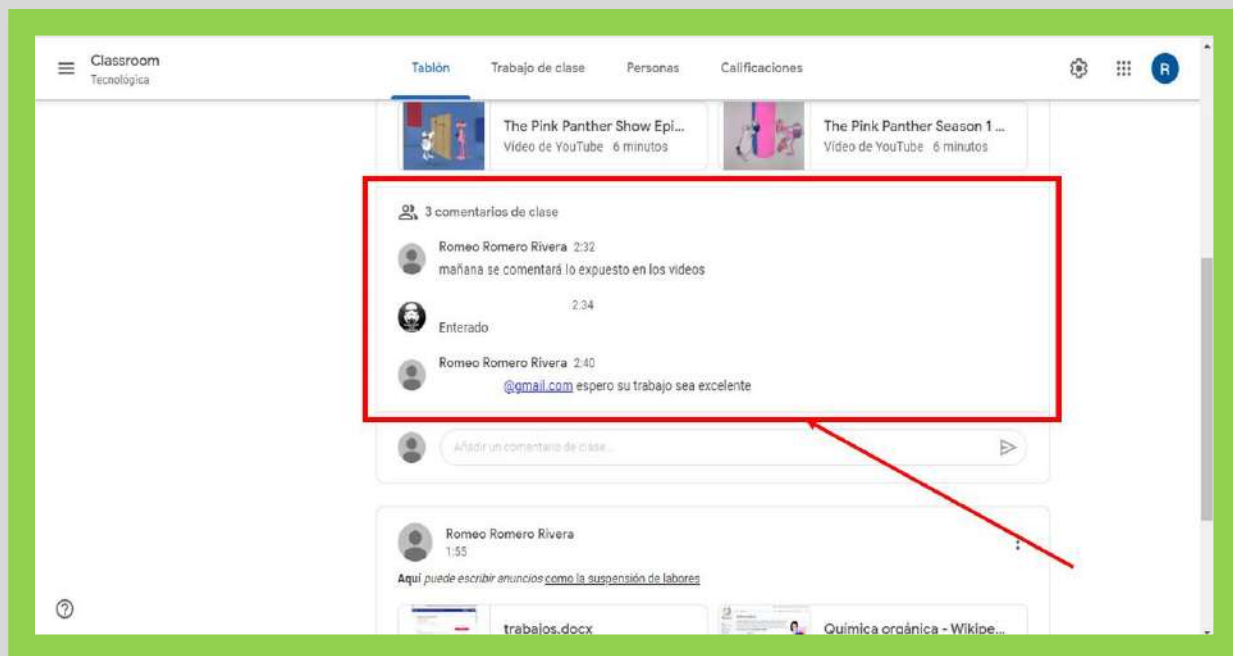 Classroom
Tecnológica
Tablón
Trabajo de clase
Personas
Calificaciones
R
The Pink Panther Show Epi...
Vídeo de YouTube 6 minutos
The Pink Panther Season 1 ...
Vídeo de YouTube 6 minutos
3 comentarios de clase
Romeo Romero Rivera 2:32
mañana se comentará lo expuesto en los videos
2:34
Enterado
Romeo Romero Rivera 2:40
@gmail.com espero su trabajo sea excelente
Añadir un comentario de clase...
Romeo Romero Rivera
1:55
Aquí puede escribir anuncios como la suspensión de labores
trabajos.docx
Química orgánica - Wikipe...